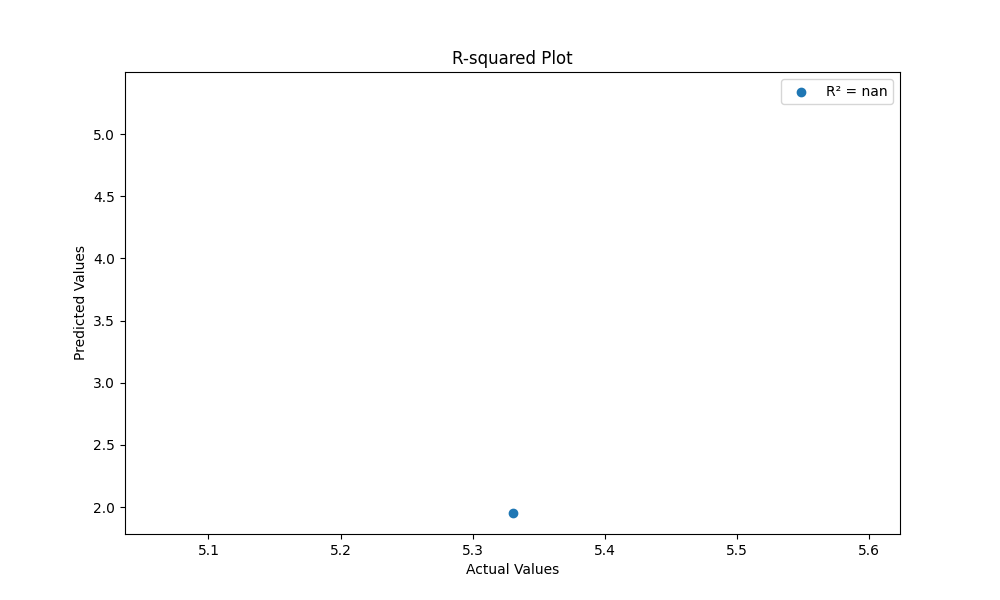 R-squared Plot
R² = nan
5.0
4.5
4.0
3.5
3.0
2.5
2.0
Predicted Values
5.1 5.2 5.3 5.4 5.5 5.6
Actual Values